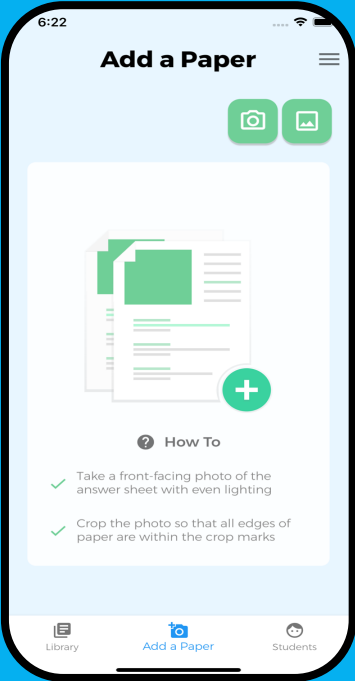 6:22
Add a Paper
How To
Take a front-facing photo of the
answer sheet with even lighting
Crop the photo so that all edges of
paper are within the crop marks
Library
Add a Paper
Students